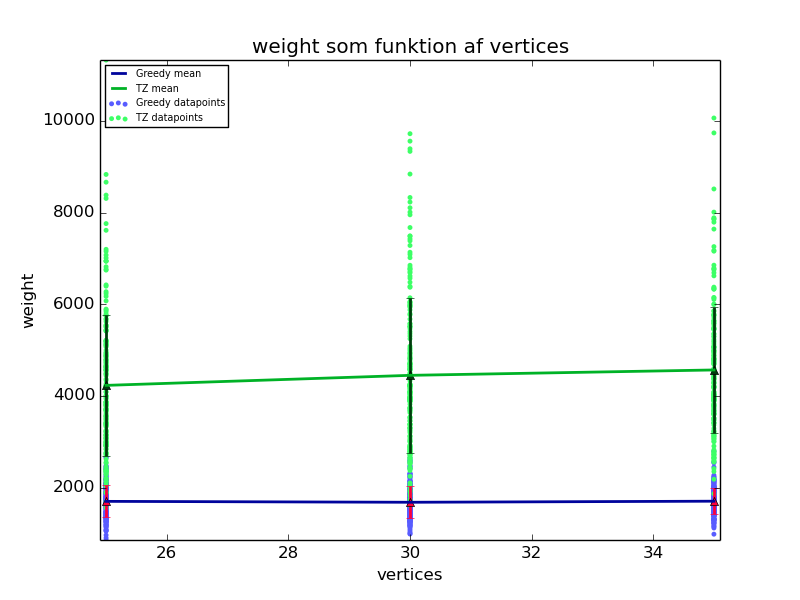 weight som funktion af vertices
Greedy mean
TZ mean
Greedy datapoints
TZ datapoints
10000
8000
6000
4000
2000
weight
26 28 30 32 34
vertices